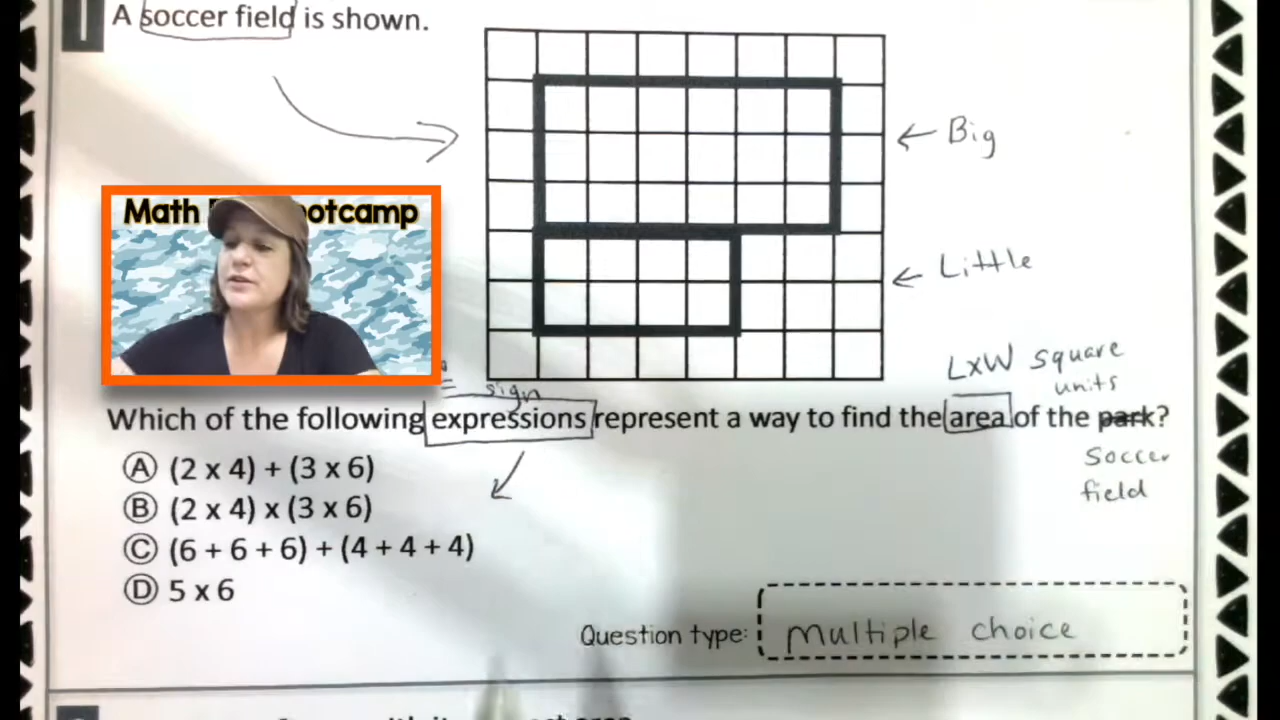 1
A soccer field is shown.
Big
Math otcamp
Little
LxW square
units
sign
Which of the following expressions represent a way to find the area of the park?
soccer
field
Ⓐ (2 x 4) + (3 x 6)
Ⓑ (2 x 4) x (3 x 6)
Ⓒ (6 + 6 + 6) + (4 + 4 + 4)
Ⓓ 5 x 6
Question type: multiple choice